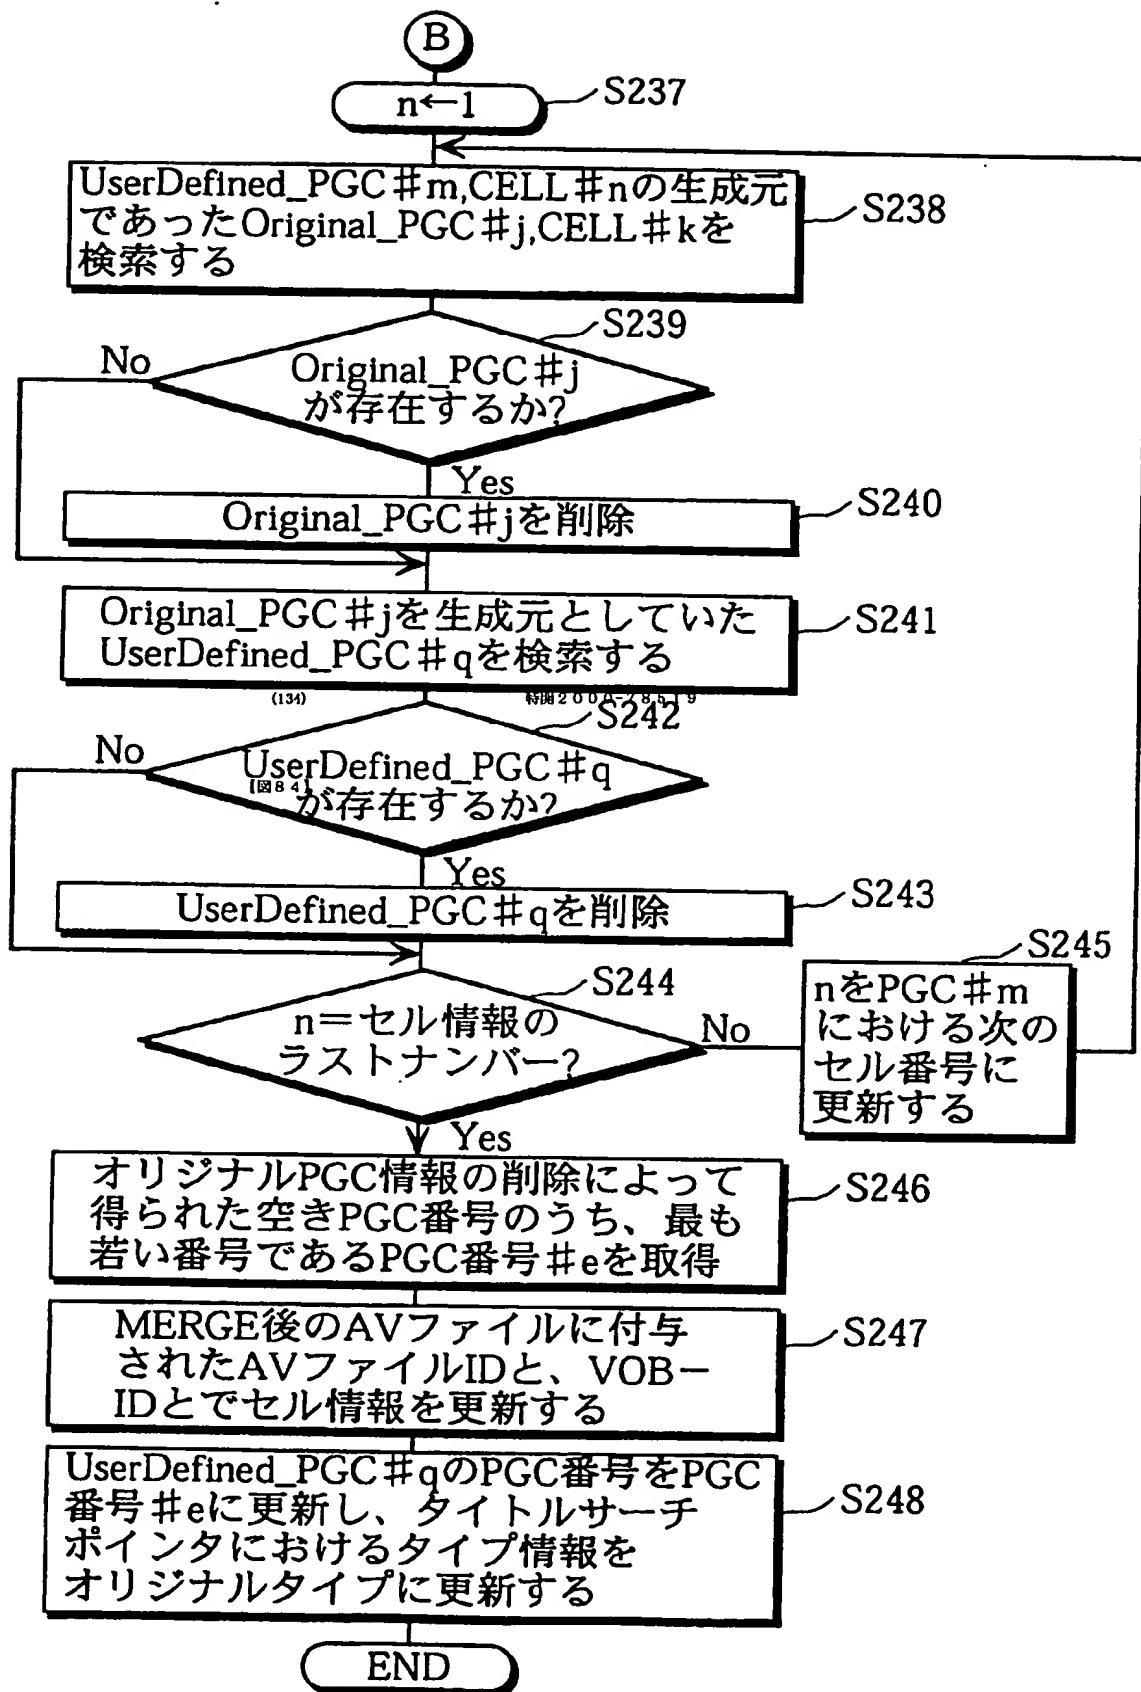 B
n←1
S237
UserDefined_PGC♯m,CELL♯nの生成元
であったOriginal_PGC♯j,CELL♯kを
検索する
S238
S239
No
Original_PGC♯j
が存在するか?
Yes
Original_PGC♯jを削除
S240
Original_PGC♯jを生成元としていた
UserDefined_PGC♯qを検索する
S241
(134)
特開2000-78519
S242
No
UserDefined_PGC♯q
【図84】
が存在するか?
Yes
UserDefined_PGC♯qを削除
S243
S244
n=セル情報の
ラストナンバー?
No
S245
nをPGC♯m
における次の
セル番号に
更新する
Yes
オリジナルPGC情報の削除によって
得られた空きPGC番号のうち、最も
若い番号であるPGC番号♯eを取得
S246
MERGE後のAVファイルに付与
されたAVファイルIDと、VOB−
IDとでセル情報を更新する
S247
UserDefined_PGC♯qのPGC番号をPGC
番号♯eに更新し、タイトルサーチ
ポインタにおけるタイプ情報を
オリジナルタイプに更新する
S248
END